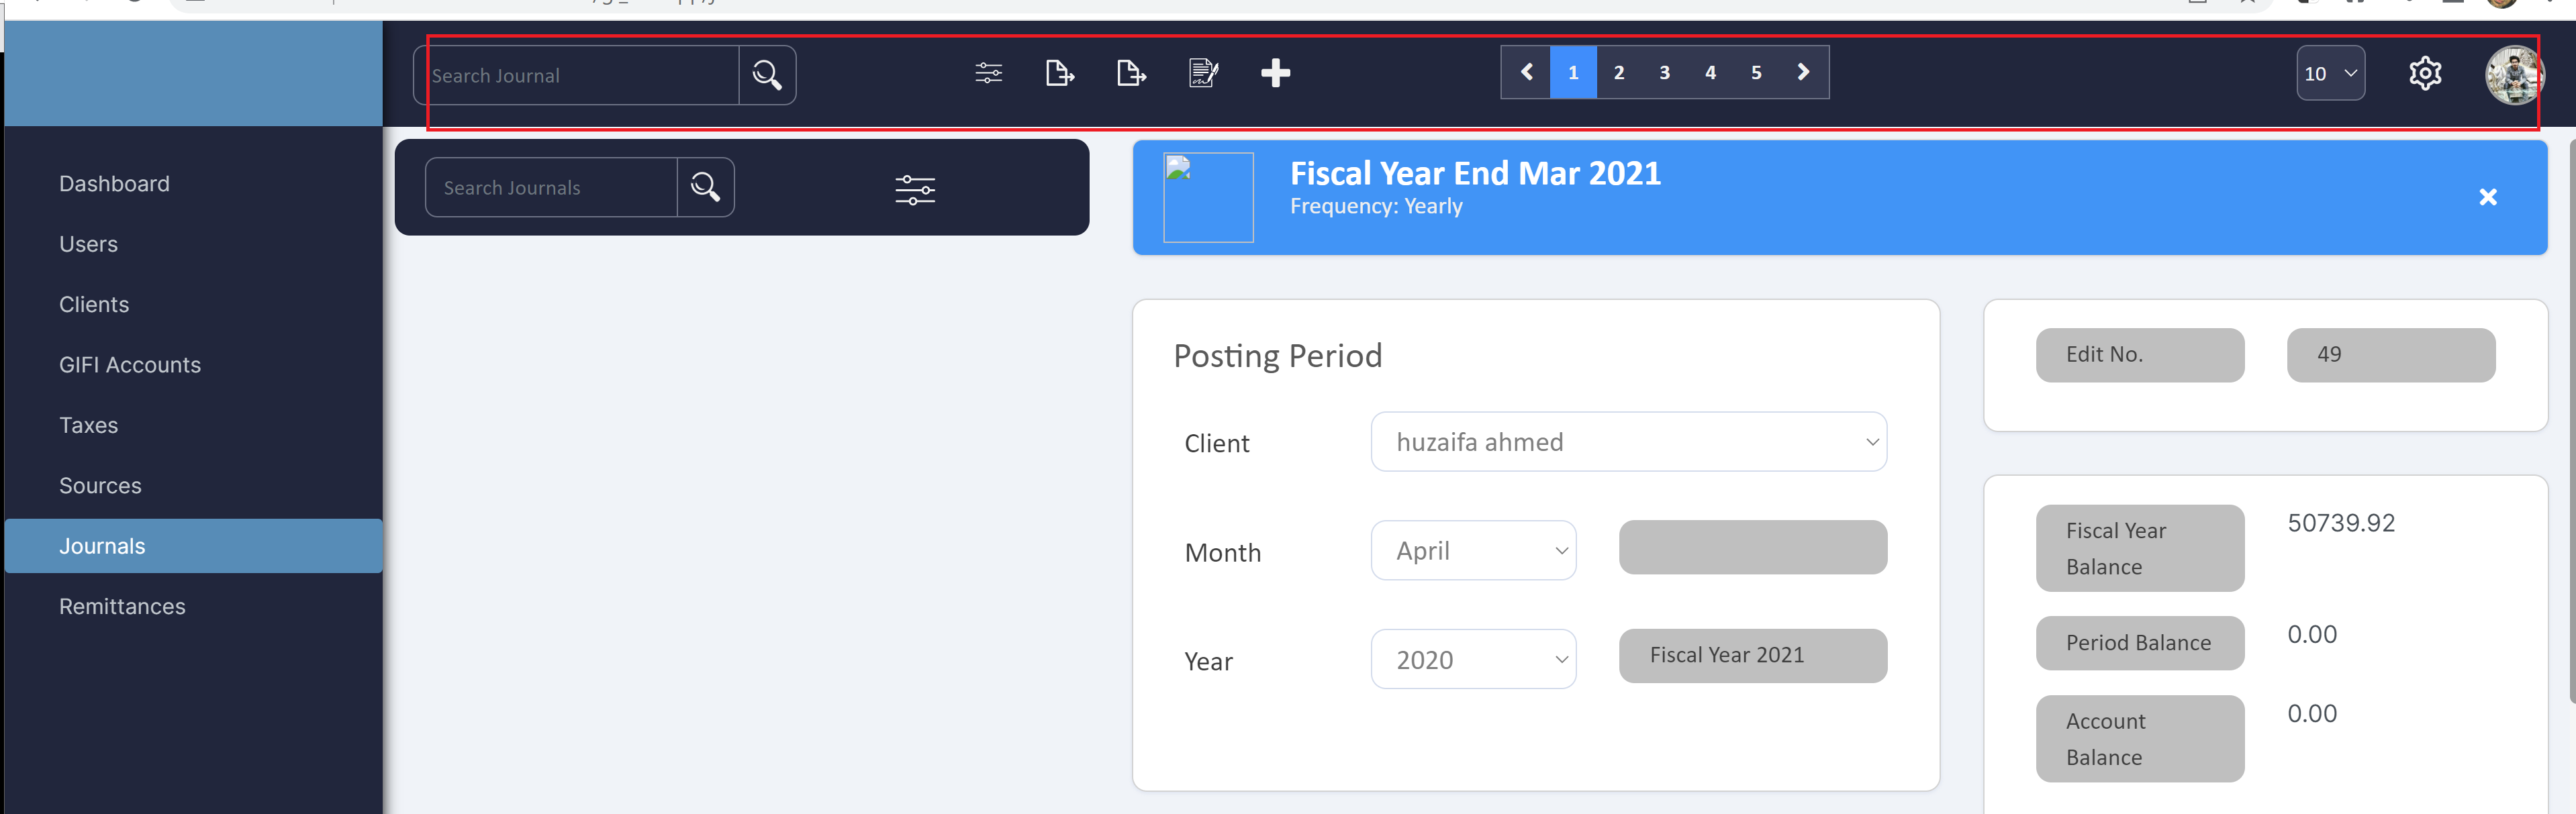 Search Journal
1 2 3 4 5
10
Dashboard
Users
Clients
GIFI Accounts
Taxes
Sources
Journals
Remittances
Search Journals
Fiscal Year End Mar 2021
Frequency: Yearly
Posting Period
Client huzaifa ahmed
Month April
Year 2020 Fiscal Year 2021
Edit No. 49
Fiscal Year
Balance
50739.92
Period Balance 0.00
Account
Balance
0.00